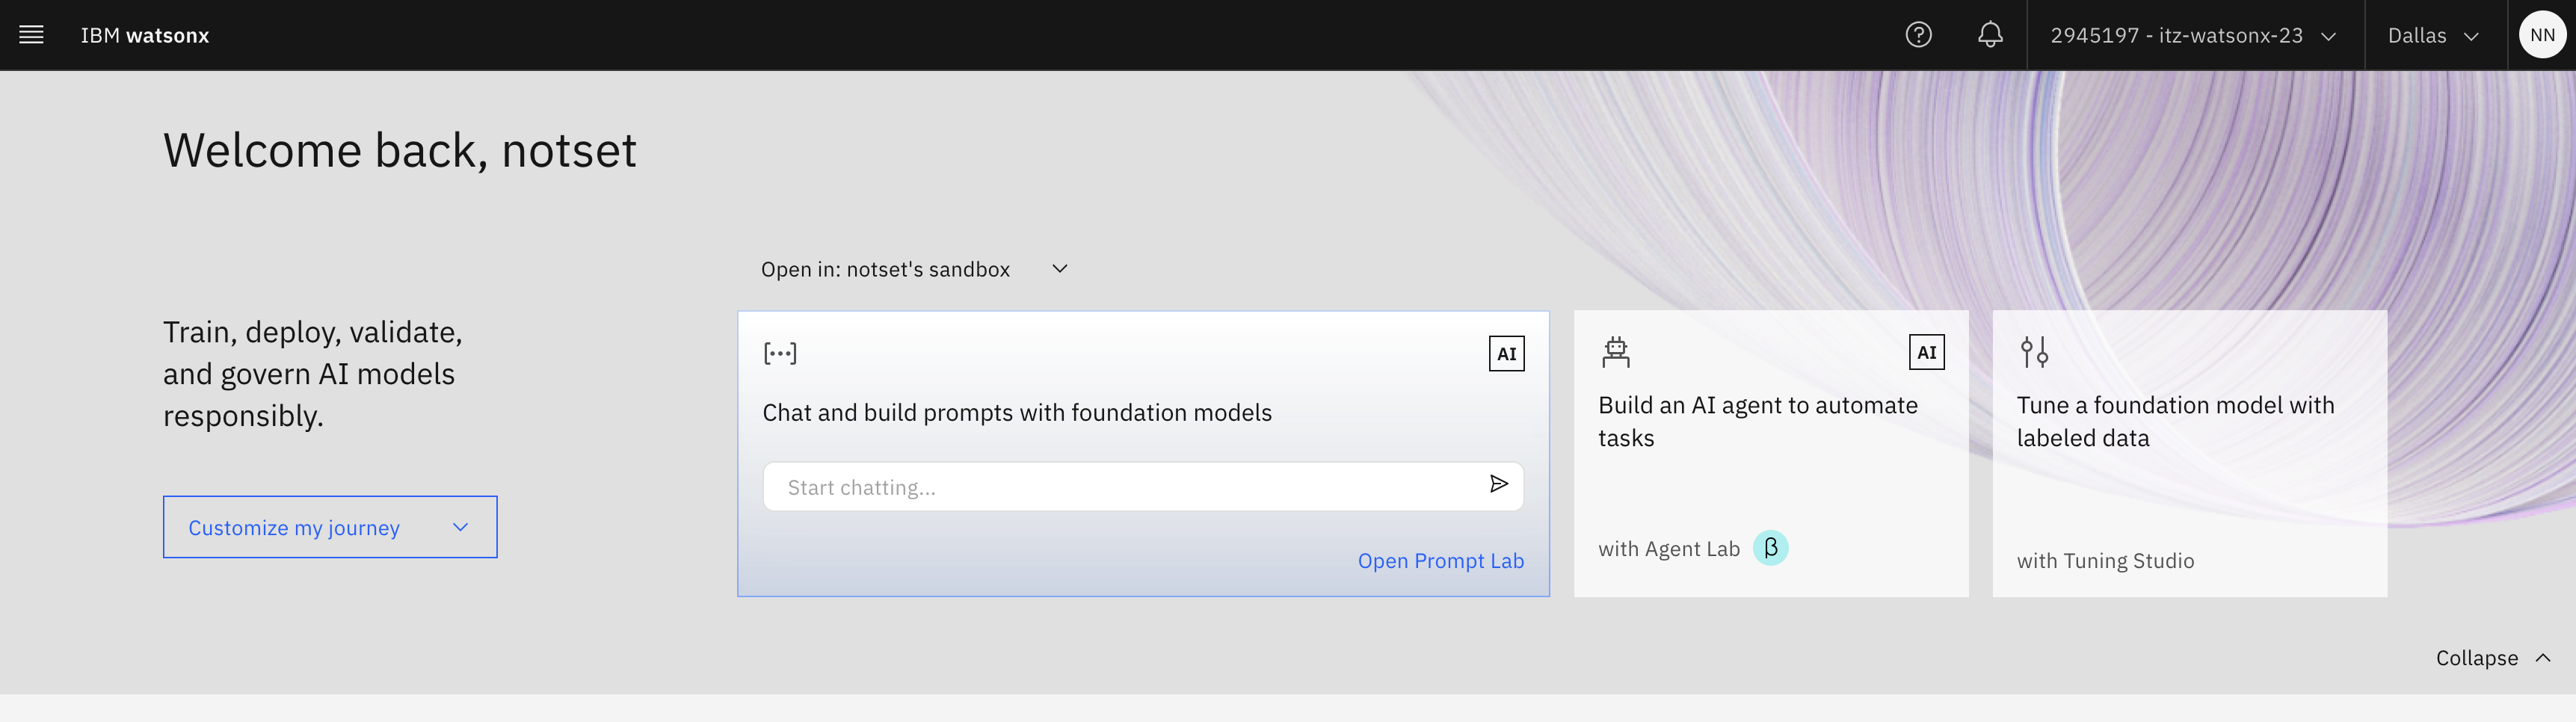 IBM watsonx
2945197 - itz-watsonx-23
Dallas
NN
Welcome back, notset
Open in: notset's sandbox
Train, deploy, validate,
and govern AI models
responsibly.
Customize my journey
AI
Chat and build prompts with foundation models
Start chatting...
Open Prompt Lab
AI
Build an AI agent to automate
tasks
with Agent Lab β
Tune a foundation model with
labeled data
with Tuning Studio
Collapse